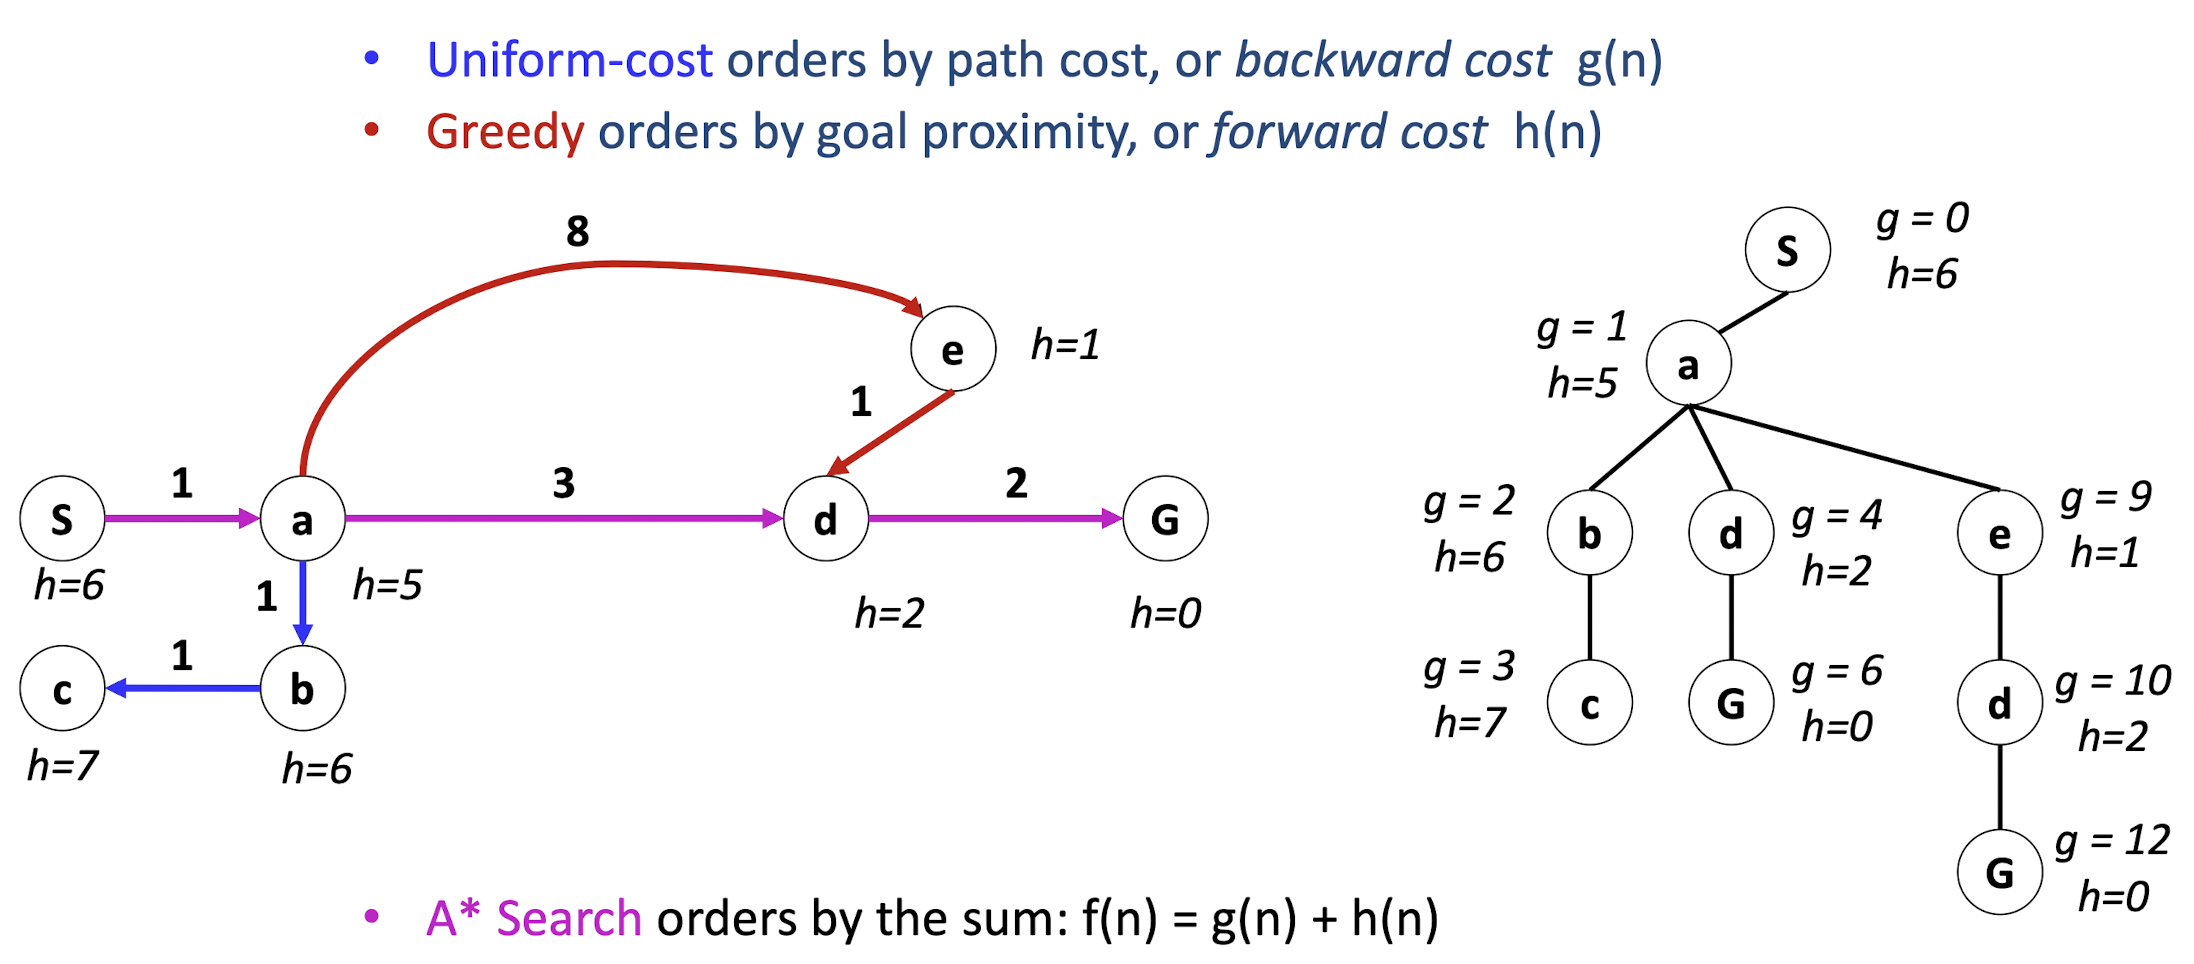 • Uniform-cost orders by path cost, or backward cost g(n)
• Greedy orders by goal proximity, or forward cost h(n)
8
e
h=1
1
S
h=6
1
a
h=5
3
d
h=2
2
G
h=0
1
b
h=6
1
c
h=7
S
g = 0
h=6
g = 1
h=5
a
g = 2
h=6
b
d
g = 4
h=2
e
g = 9
h=1
g = 3
h=7
c
G
g = 6
h=0
d
g = 10
h=2
G
g = 12
h=0
• A* Search orders by the sum: f(n) = g(n) + h(n)